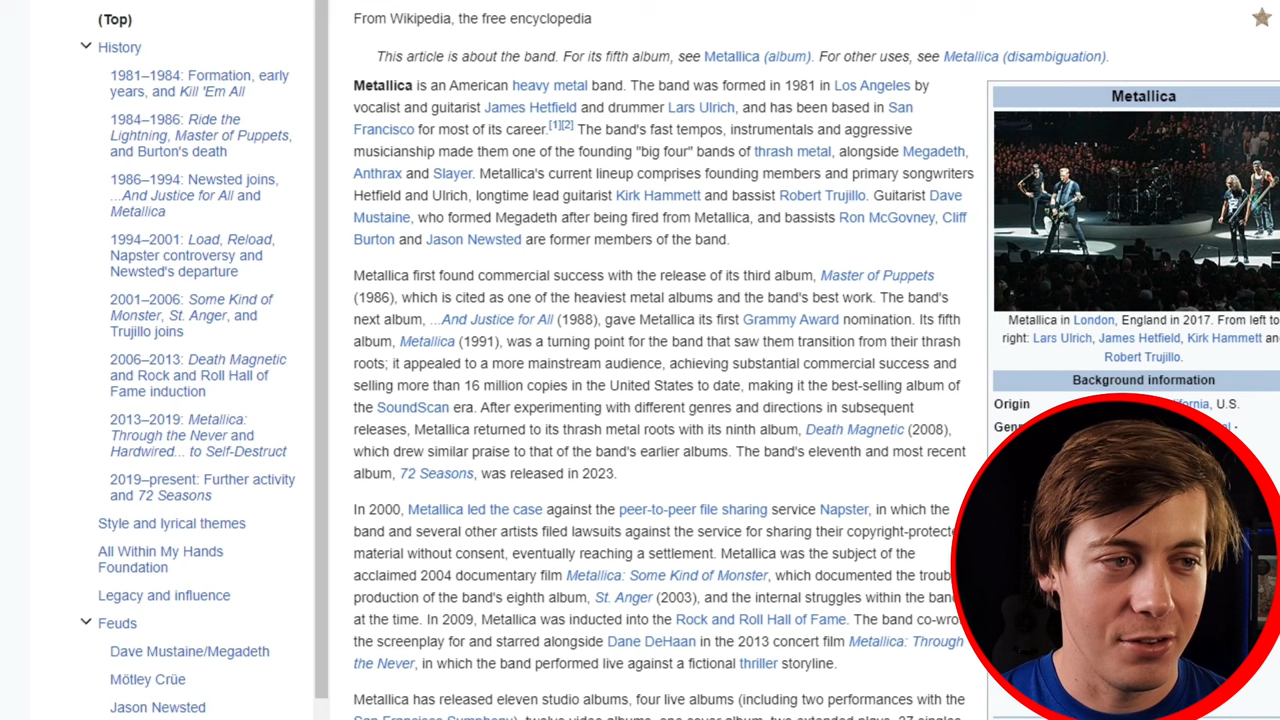 (Top)
History
1981–1984: Formation, early
years, and Kill 'Em All
1984–1986: Ride the
Lightning, Master of Puppets,
and Burton's death
1986–1994: Newsted joins,
...And Justice for All and
Metallica
1994–2001: Load, Reload,
Napster controversy and
Newsted's departure
2001–2006: Some Kind of
Monster, St. Anger, and
Trujillo joins
2006–2013: Death Magnetic
and Rock and Roll Hall of
Fame induction
2013–2019: Metallica:
Through the Never and
Hardwired... to Self-Destruct
2019–present: Further activity
and 72 Seasons
Style and lyrical themes
All Within My Hands
Foundation
Legacy and influence
Feuds
Dave Mustaine/Megadeth
Mötley Crüe
Jason Newsted
From Wikipedia, the free encyclopedia
This article is about the band. For its fifth album, see Metallica (album). For other uses, see Metallica (disambiguation).
Metallica is an American heavy metal band. The band was formed in 1981 in Los Angeles by
vocalist and guitarist James Hetfield and drummer Lars Ulrich, and has been based in San
Francisco for most of its career.[1][2] The band's fast tempos, instrumentals and aggressive
musicianship made them one of the founding "big four" bands of thrash metal, alongside Megadeth,
Anthrax and Slayer. Metallica's current lineup comprises founding members and primary songwriters
Hetfield and Ulrich, longtime lead guitarist Kirk Hammett and bassist Robert Trujillo. Guitarist Dave
Mustaine, who formed Megadeth after being fired from Metallica, and bassists Ron McGovney, Cliff
Burton and Jason Newsted are former members of the band.
Metallica first found commercial success with the release of its third album, Master of Puppets
(1986), which is cited as one of the heaviest metal albums and the band's best work. The band's
next album, ...And Justice for All (1988), gave Metallica its first Grammy Award nomination. Its fifth
album, Metallica (1991), was a turning point for the band that saw them transition from their thrash
roots; it appealed to a more mainstream audience, achieving substantial commercial success and
selling more than 16 million copies in the United States to date, making it the best-selling album of
the SoundScan era. After experimenting with different genres and directions in subsequent
releases, Metallica returned to its thrash metal roots with its ninth album, Death Magnetic (2008),
which drew similar praise to that of the band's earlier albums. The band's eleventh and most recent
album, 72 Seasons, was released in 2023.
In 2000, Metallica led the case against the peer-to-peer file sharing service Napster, in which the
band and several other artists filed lawsuits against the service for sharing their copyright-protecte
material without consent, eventually reaching a settlement. Metallica was the subject of the
acclaimed 2004 documentary film Metallica: Some Kind of Monster, which documented the troub
production of the band's eighth album, St. Anger (2003), and the internal struggles within the ban
at the time. In 2009, Metallica was inducted into the Rock and Roll Hall of Fame. The band co-wro
the screenplay for and starred alongside Dane DeHaan in the 2013 concert film Metallica: Through
the Never, in which the band performed live against a fictional thriller storyline.
Metallica has released eleven studio albums, four live albums (including two performances with the
Metallica
Metallica in London, England in 2017. From left to
right: Lars Ulrich, James Hetfield, Kirk Hammett an
Robert Trujillo.
Background information
Origin
U.S.